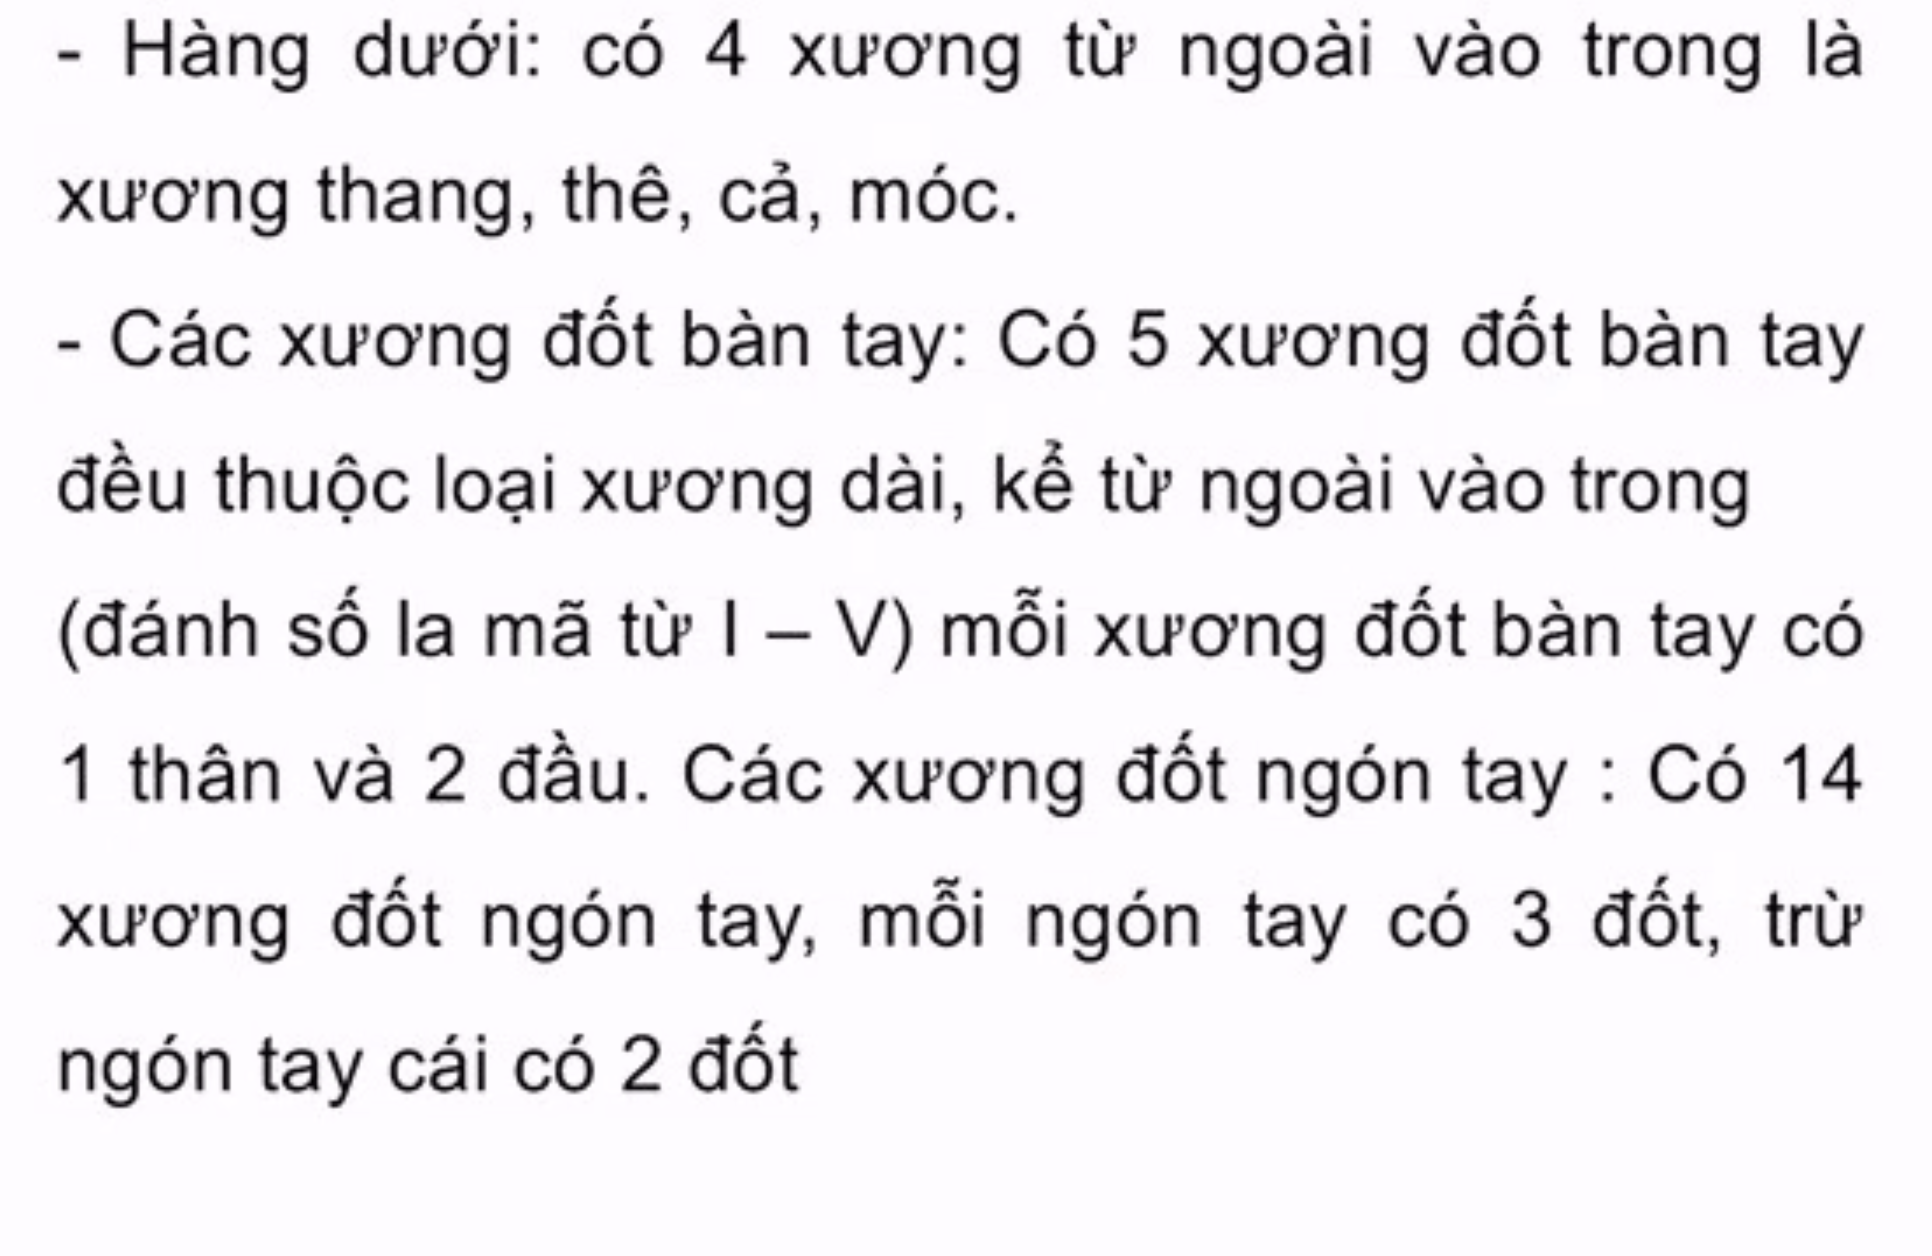 - Hàng dưới: có 4 xương từ ngoài vào trong là
xương thang, thê, cả, móc.
- Các xương đốt bàn tay: Có 5 xương đốt bàn tay
đều thuộc loại xương dài, kể từ ngoài vào trong
(đánh số la mã từ I – V) mỗi xương đốt bàn tay có
1 thân và 2 đầu. Các xương đốt ngón tay : Có 14
xương đốt ngón tay, mỗi ngón tay có 3 đốt, trừ
ngón tay cái có 2 đốt